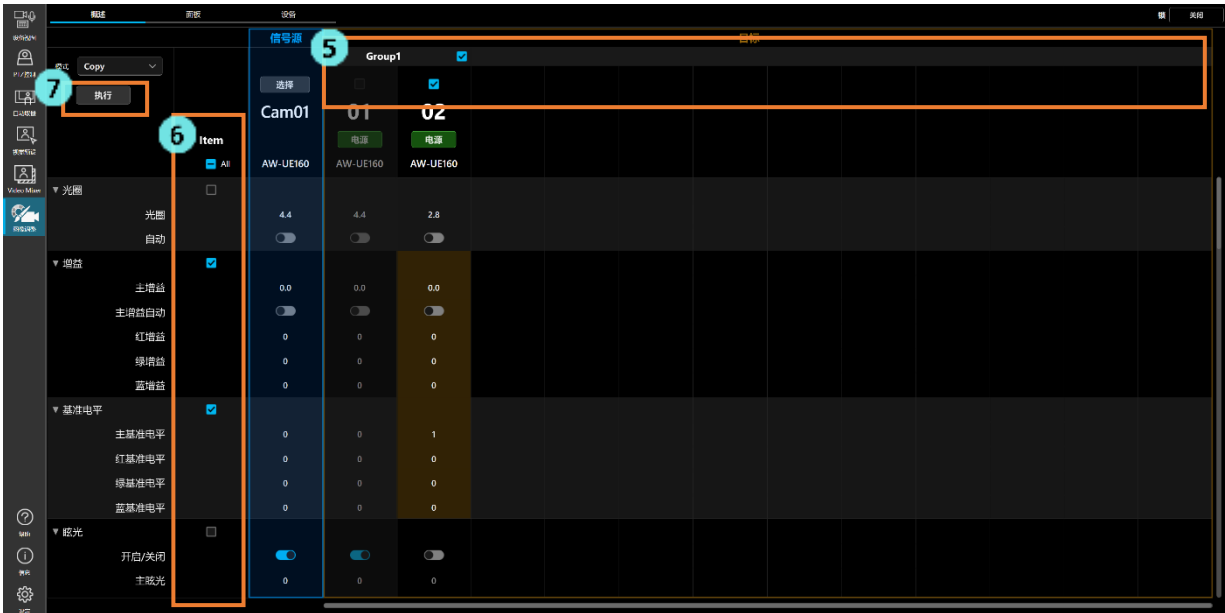 概述 面板 设备 锁 关闭
信号源 目标
5
Group1
模式 Copy
选择
7
执行
Cam01 01 02
6
Item
电源 电源
All AW-UE160 AW-UE160 AW-UE160
Video Mixer
光圈
光圈 4.4 4.4 2.8
自动
增益
主增益 0.0 0.0 0.0
主增益自动
红增益 0 0 0
绿增益 0 0 0
蓝增益 0 0 0
基准电平
主基准电平 0 0 1
红基准电平 0 0 0
绿基准电平 0 0 0
蓝基准电平 0 0 0
眩光
开启/关闭
主眩光 0 0 0